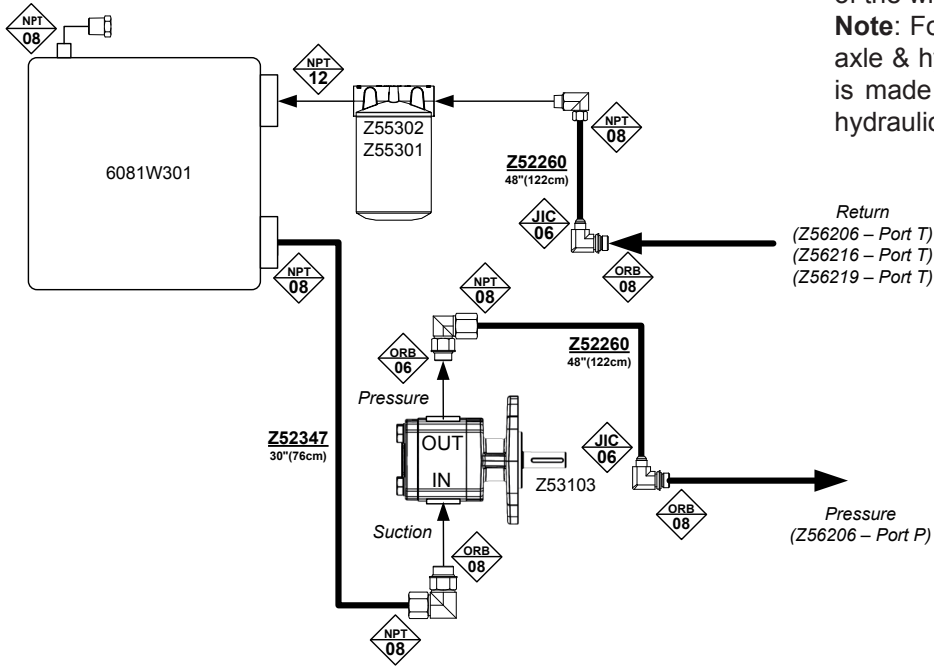 of the wi
Note: Fo
axle & h
is made
hydraulic
NPT
08
NPT
12
Z55302
Z55301
6081W301
NPT
08
Z52260
48"(122cm)
JIC
06
Return
(Z56206 – Port T)
(Z56216 – Port T)
(Z56219 – Port T)
ORB
08
NPT
08
NPT
08
ORB
06
Z52260
48"(122cm)
Pressure
Z52347
30"(76cm)
OUT
IN
JIC
06
Z53103
ORB
08
Pressure
(Z56206 – Port P)
Suction
ORB
08
NPT
08